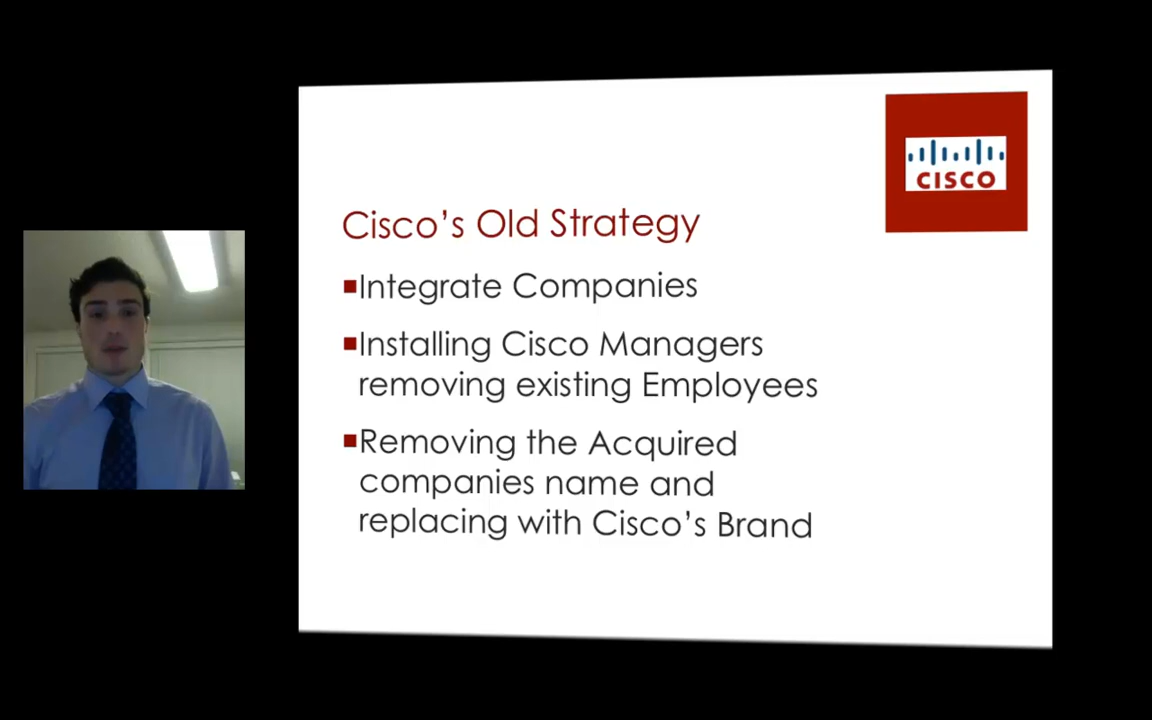 CISCO
Cisco's Old Strategy
Integrate Companies
Installing Cisco Managers
removing existing Employees
Removing the Acquired
companies name and
replacing with Cisco's Brand